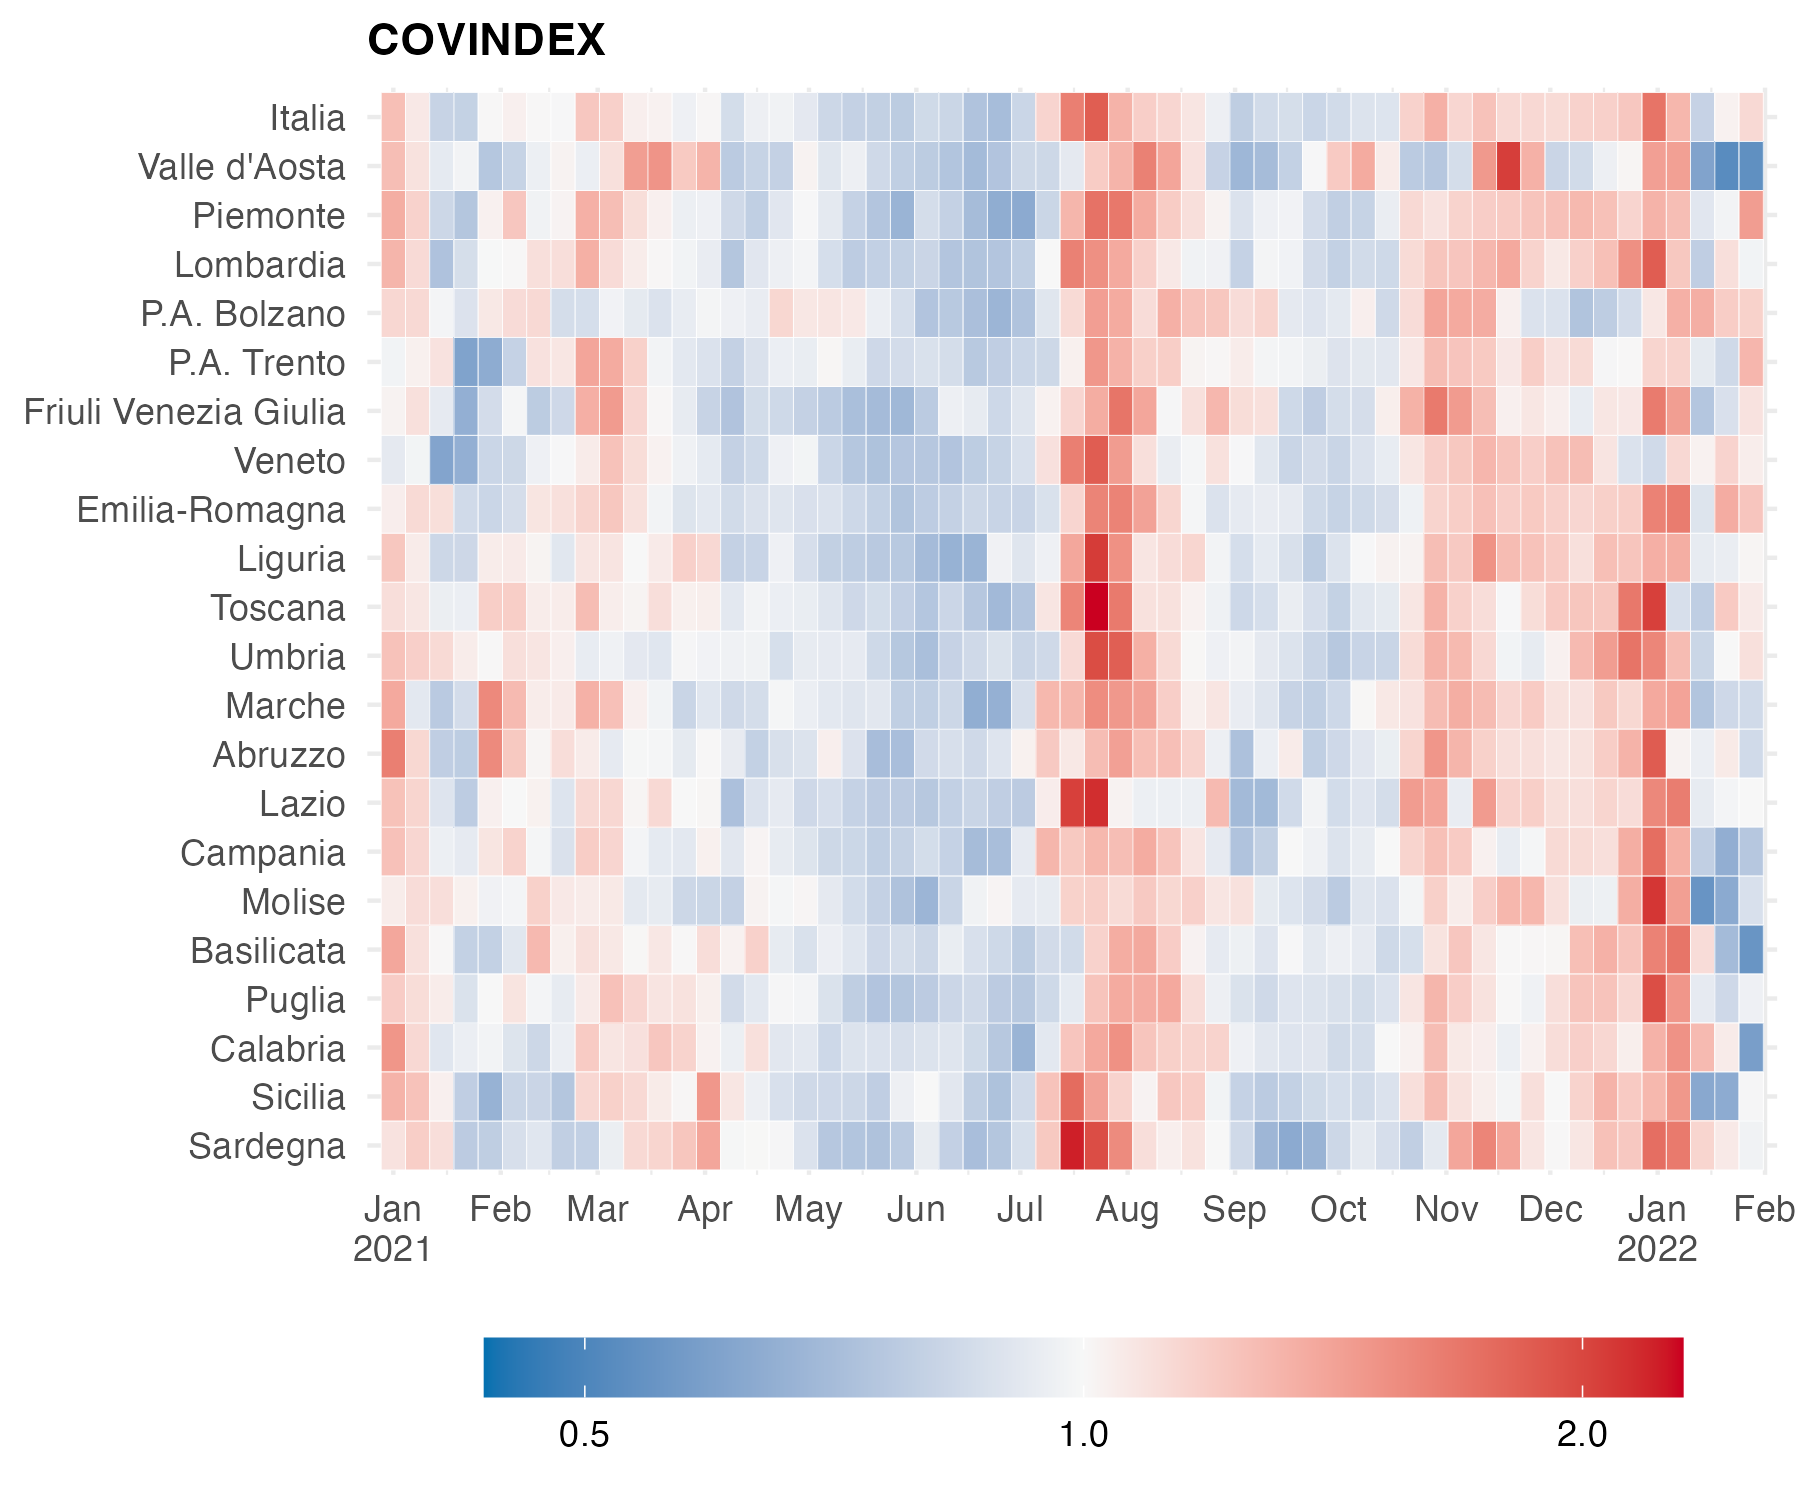 COVINDEX
Italia
Valle d'Aosta
Piemonte
Lombardia
P.A. Bolzano
P.A. Trento
Friuli Venezia Giulia
Veneto
Emilia-Romagna
Liguria
Toscana
Umbria
Marche
Abruzzo
Lazio
Campania
Molise
Basilicata
Puglia
Calabria
Sicilia
Sardegna
Jan Feb Mar Apr May Jun Jul Aug Sep Oct Nov Dec Jan Feb
2021 2022
0.5 1.0 2.0